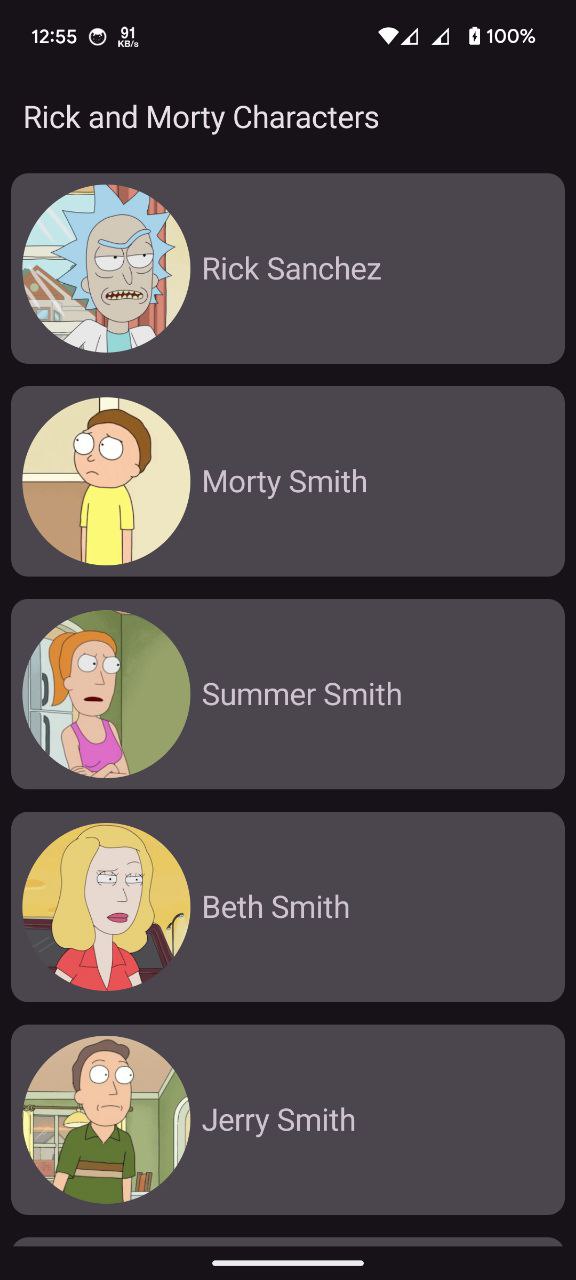 12:55 91 KB/s 100%
Rick and Morty Characters
Rick Sanchez
Morty Smith
Summer Smith
Beth Smith
Jerry Smith